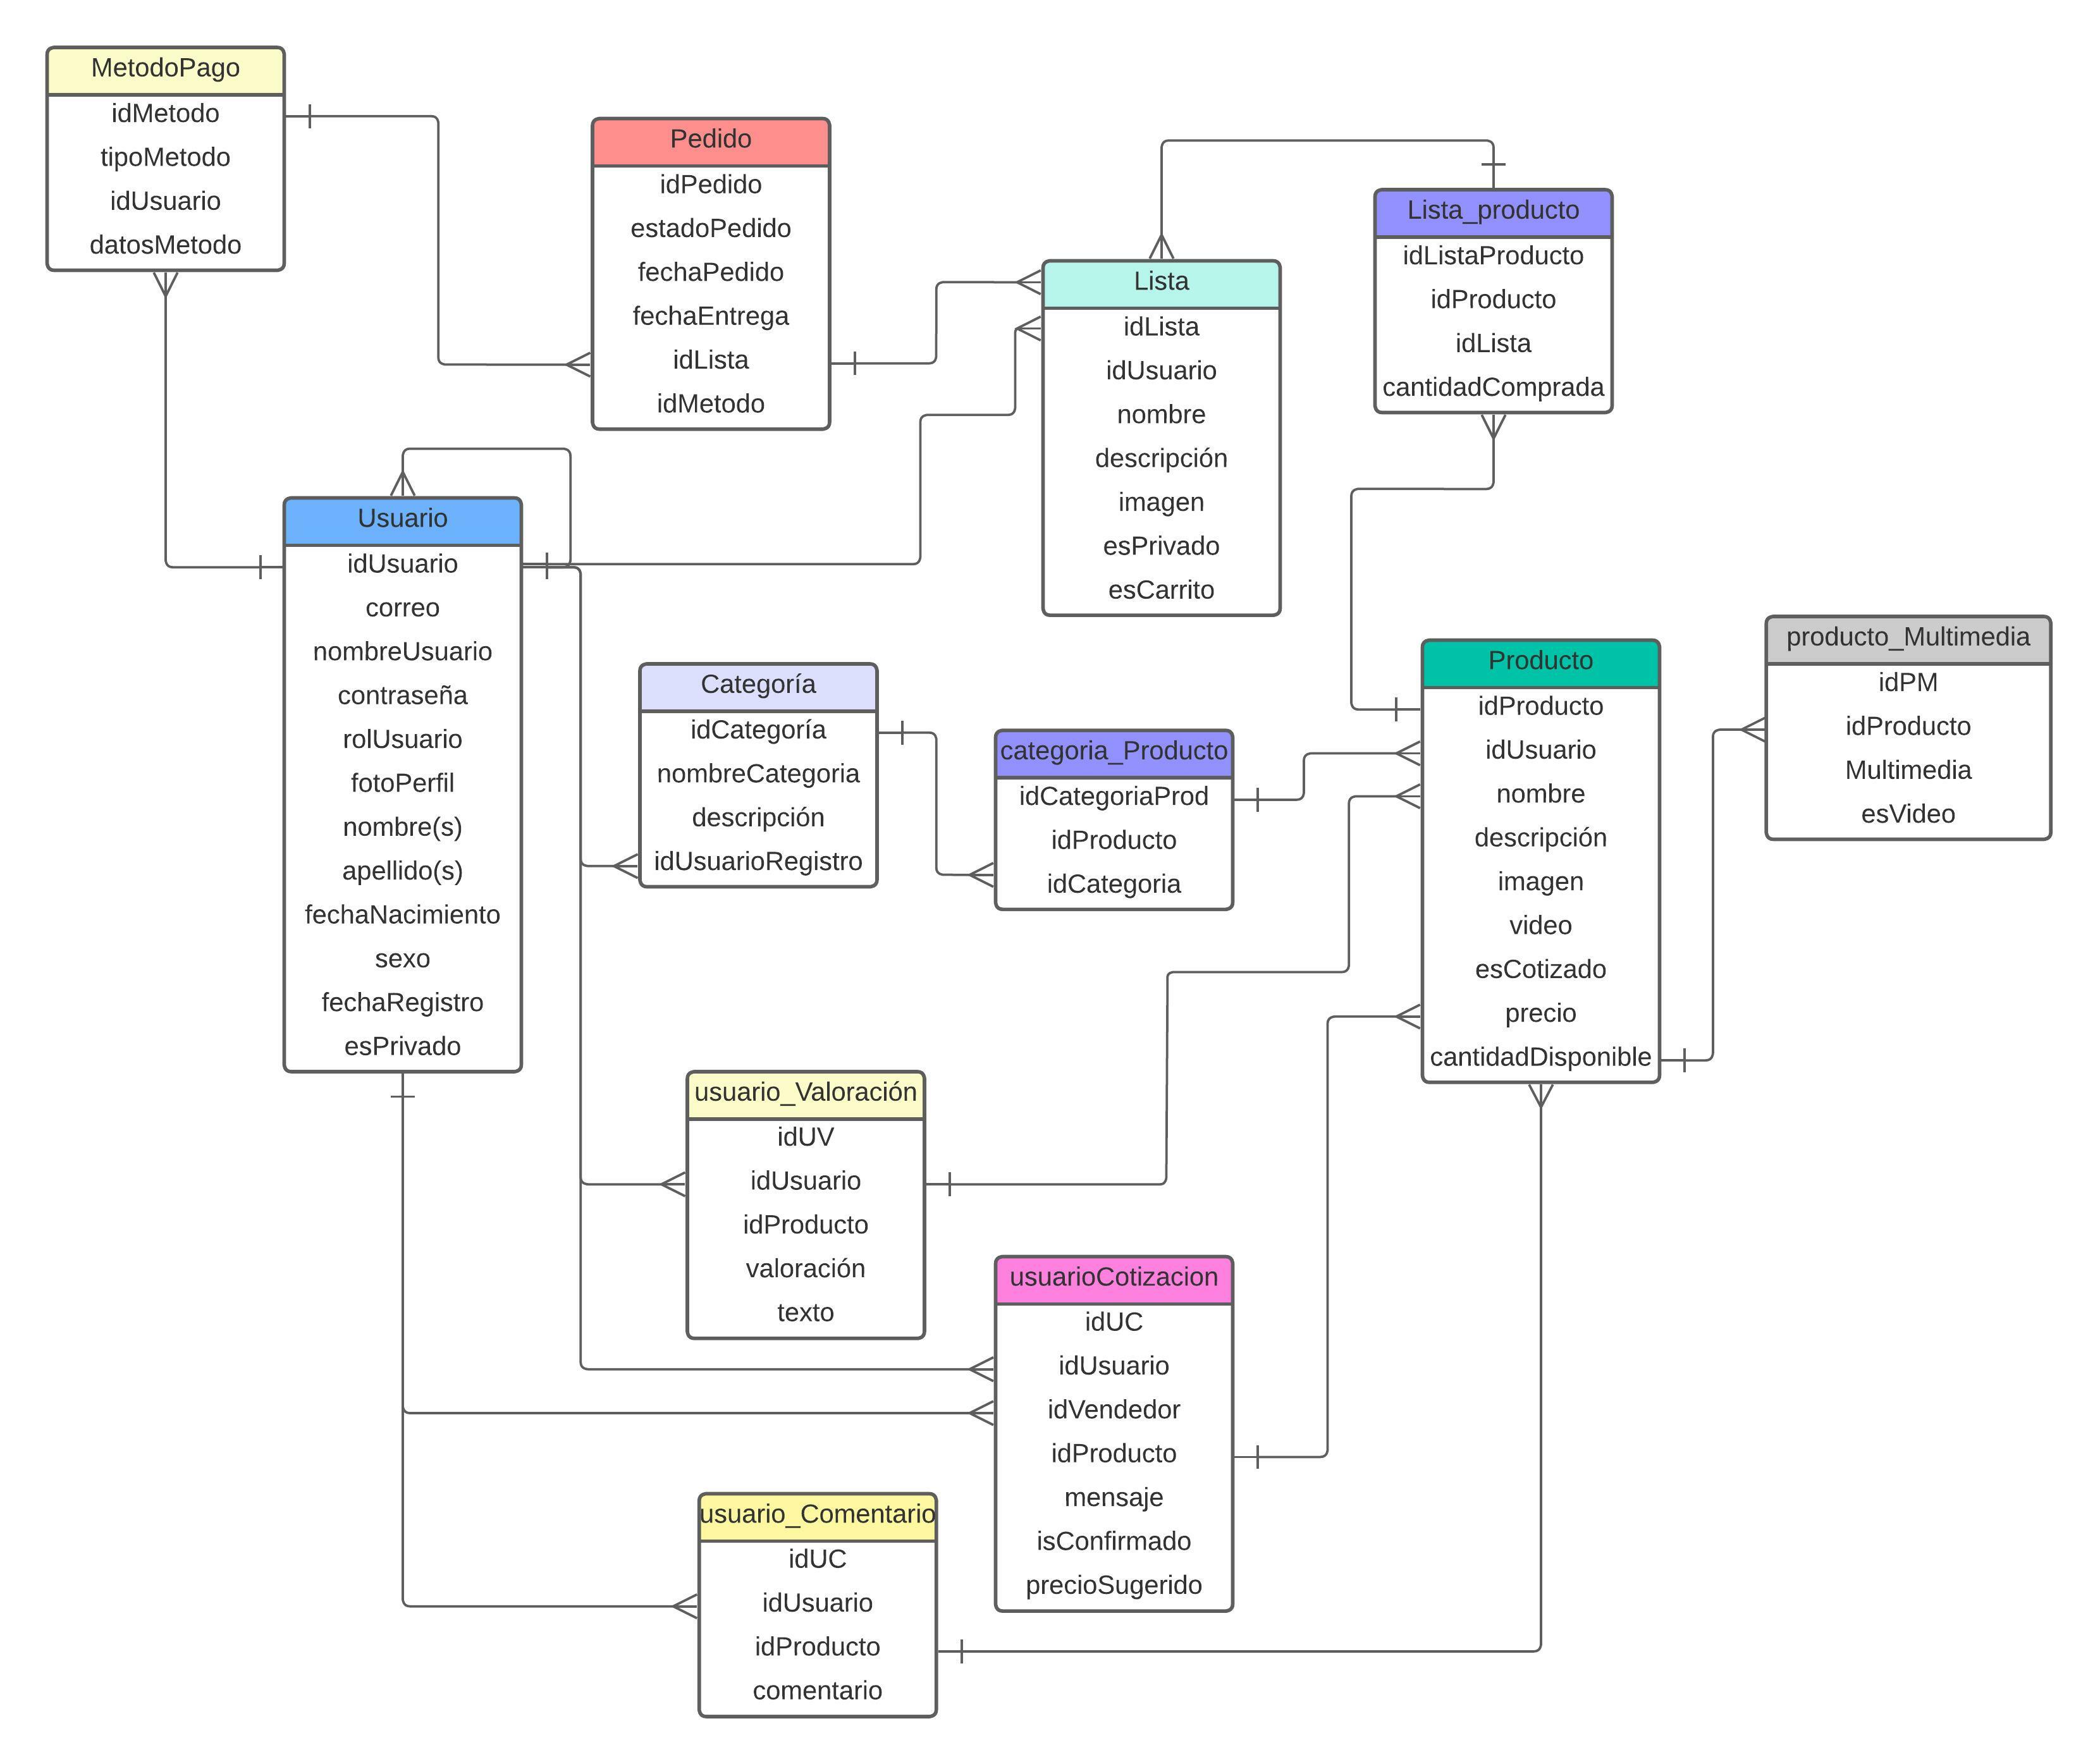 MetodoPago
idMetodo
tipoMetodo
idUsuario
datosMetodo
Pedido
idPedido
estadoPedido
fechaPedido
fechaEntrega
idLista
idMetodo
Lista
idLista
idUsuario
nombre
descripción
imagen
esPrivado
esCarrito
Lista_producto
idListaProducto
idProducto
idLista
cantidadComprada
Usuario
idUsuario
correo
nombreUsuario
contraseña
rolUsuario
fotoPerfil
nombre(s)
apellido(s)
fechaNacimiento
sexo
fechaRegistro
esPrivado
Categoría
idCategoría
nombreCategoria
descripción
idUsuarioRegistro
categoria_Producto
idCategoriaProd
idProducto
idCategoria
Producto
idProducto
idUsuario
nombre
descripción
imagen
video
esCotizado
precio
cantidadDisponible
producto_Multimedia
idPM
idProducto
Multimedia
esVideo
usuario_Valoración
idUV
idUsuario
idProducto
valoración
texto
usuarioCotizacion
idUC
idUsuario
idVendedor
idProducto
mensaje
isConfirmado
precioSugerido
usuario_Comentario
idUC
idUsuario
idProducto
comentario